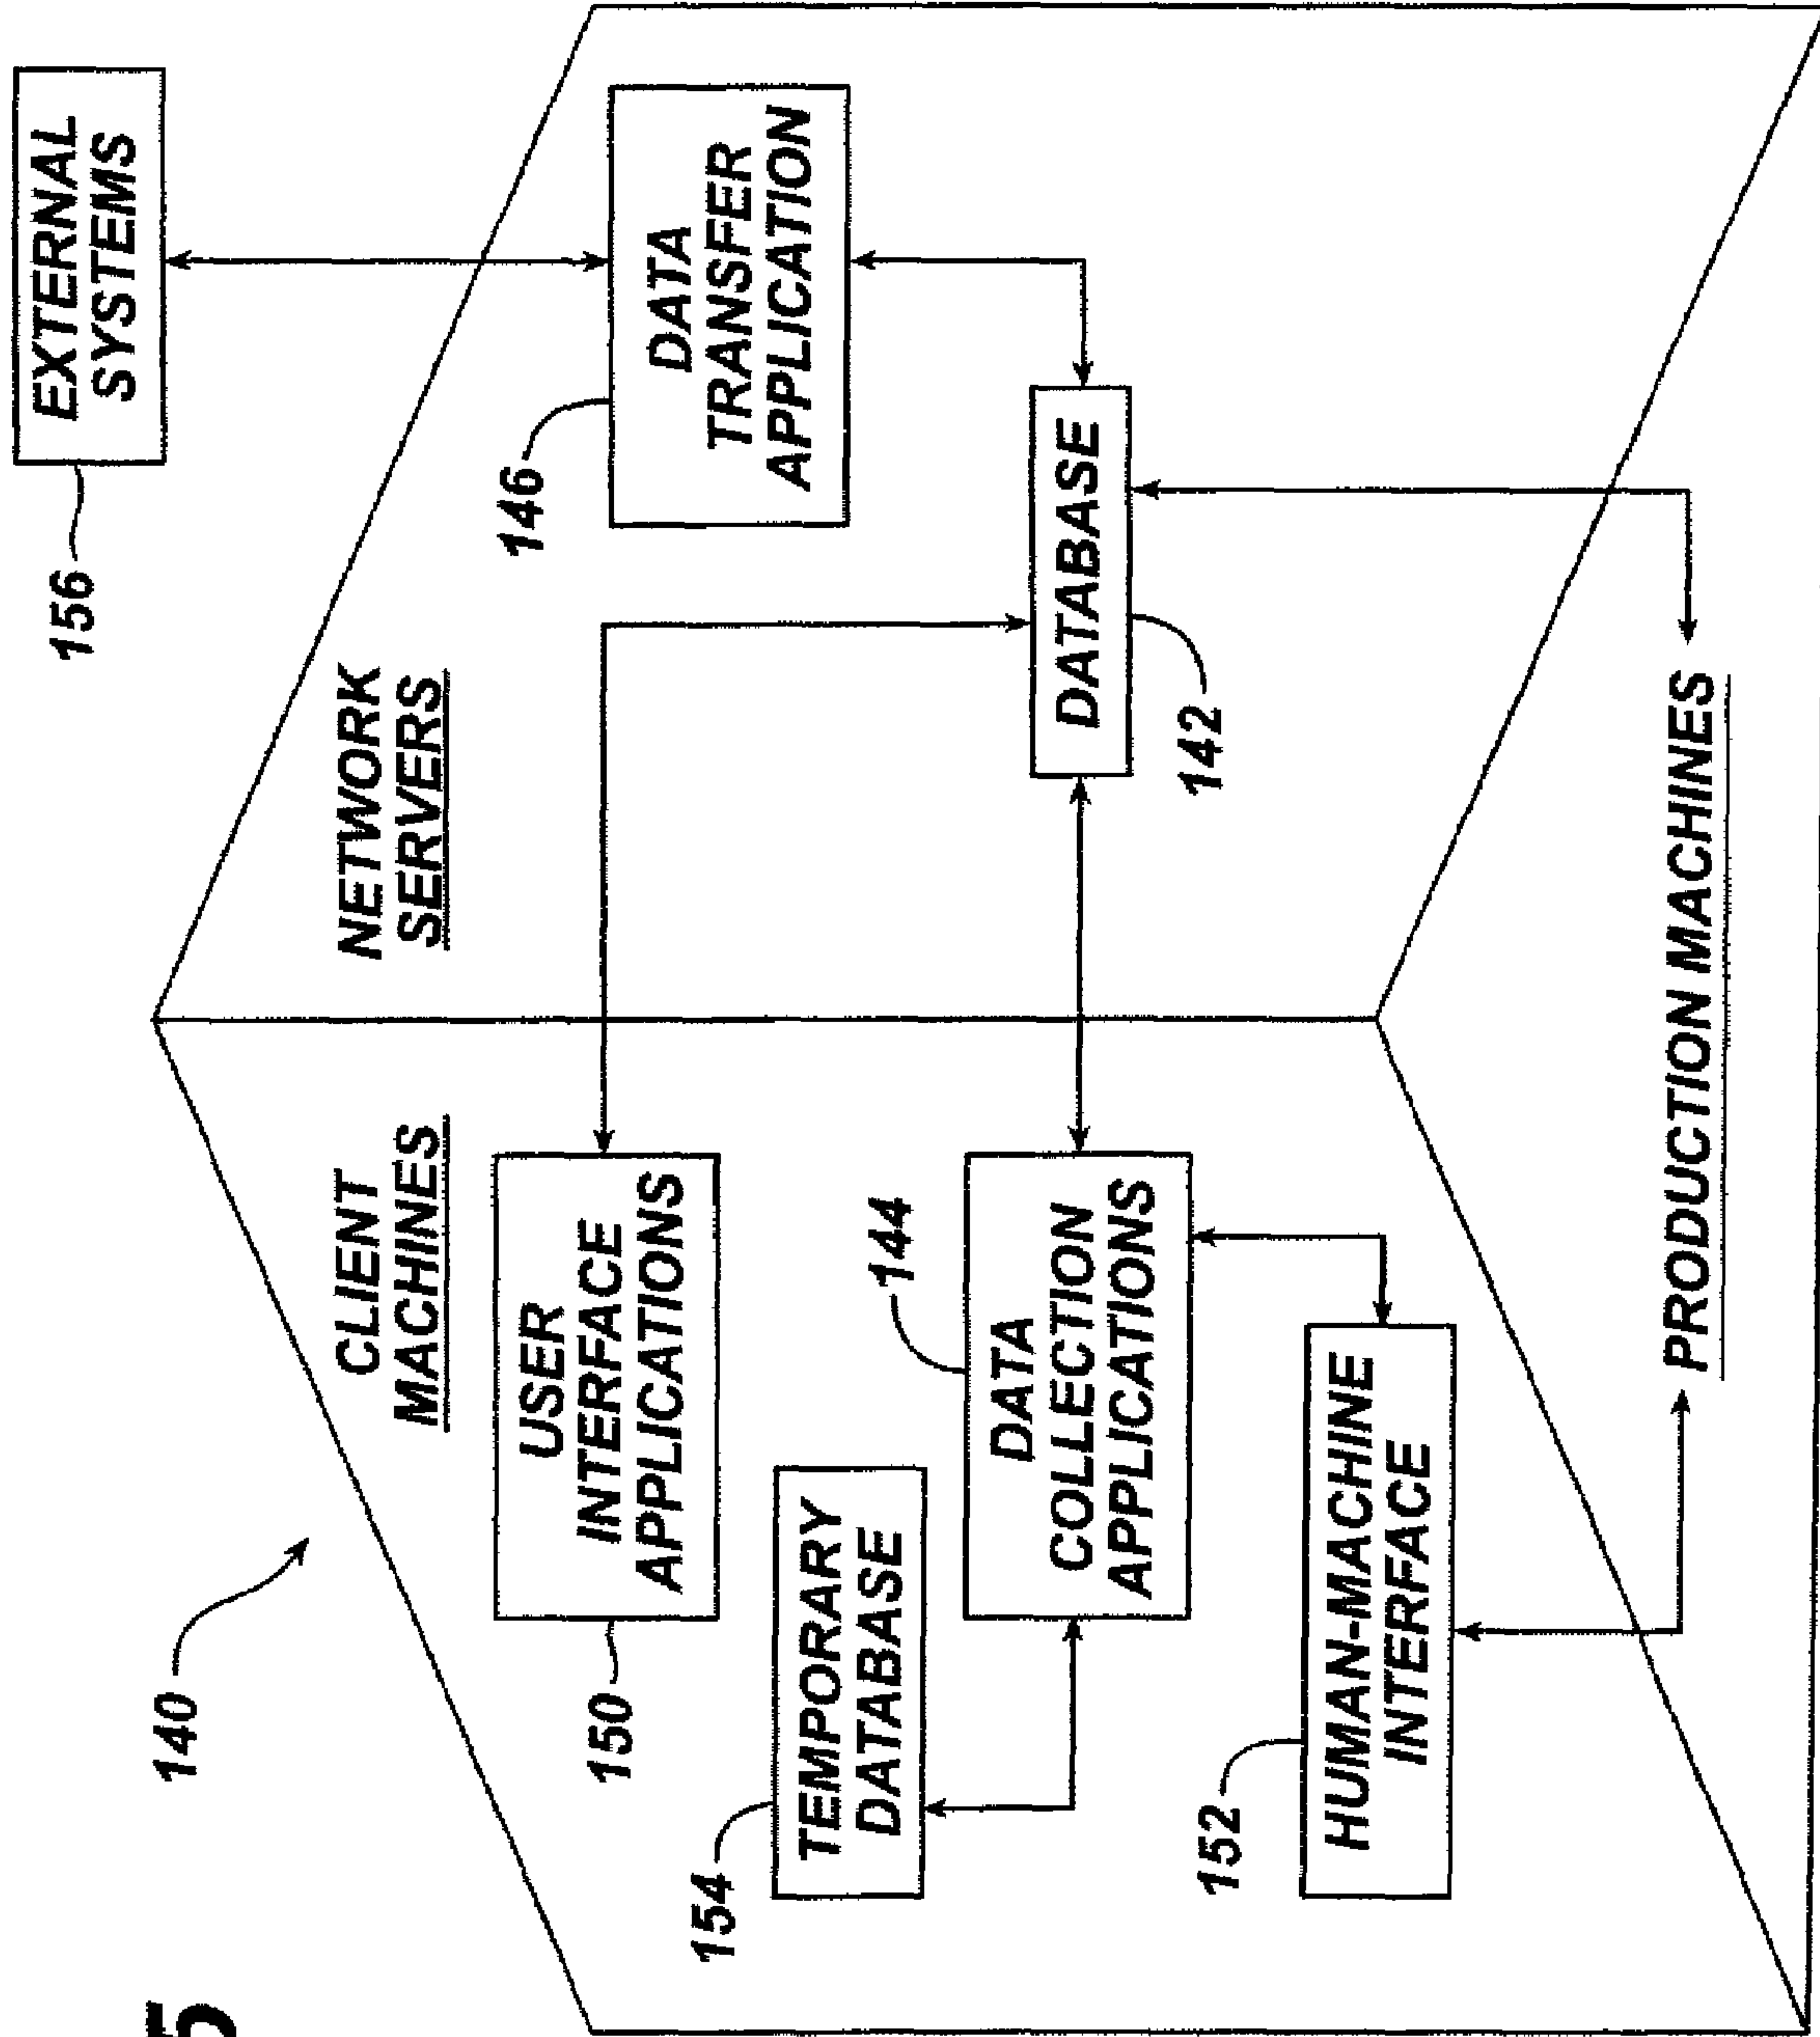 5
140
CLIENT
MACHINES
NETWORK
SERVERS
156
EXTERNAL
SYSTEMS
150
USER
INTERFACE
APPLICATIONS
146
DATA
TRANSFER
APPLICATION
154
TEMPORARY
DATABASE
144
DATA
COLLECTION
APPLICATIONS
DATABASE
142
152
HUMAN-MACHINE
INTERFACE
PRODUCTION MACHINES